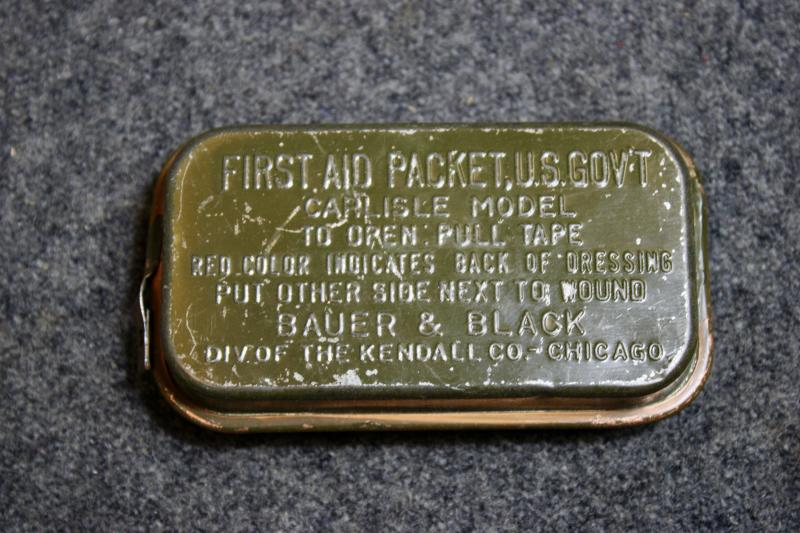 FIRST AID PACKET, U.S. GOV'T
CARLISLE MODEL
TO OPEN: PULL TAPE
RED COLOR INDICATES BACK OF DRESSING
PUT OTHER SIDE NEXT TO WOUND
BAUER & BLACK
DIV. OF THE KENDALL CO. - CHICAGO